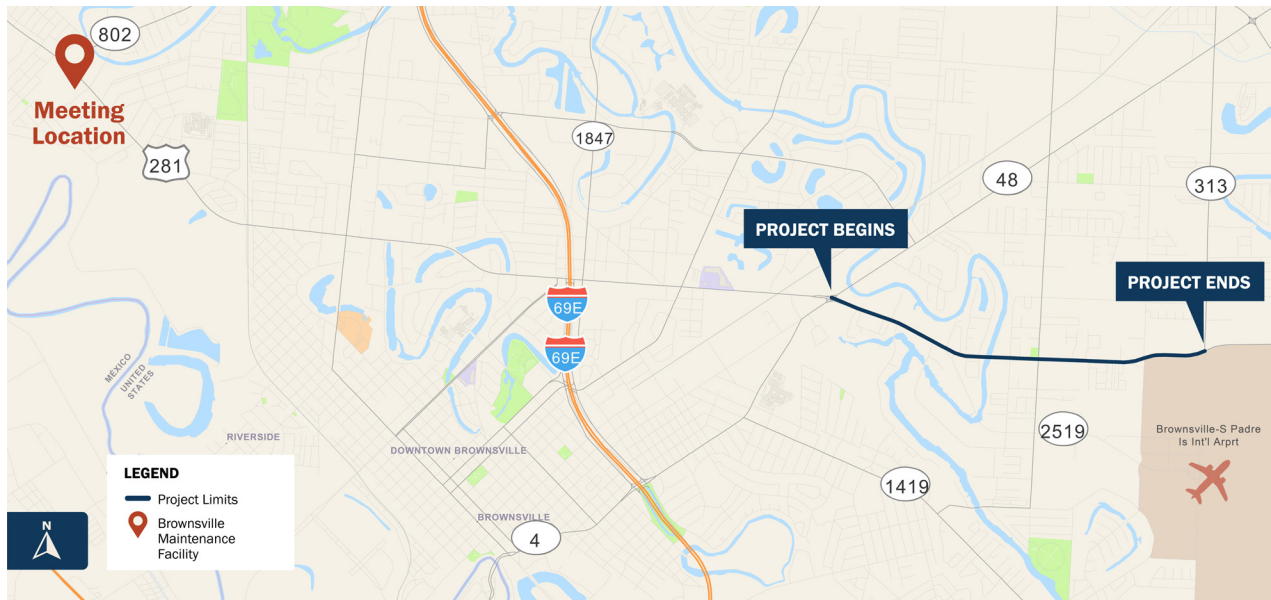 802
Meeting
Location
281
1847
48
313
PROJECT BEGINS
PROJECT ENDS
69E
69E
MÉXICO
UNITED
STATES
RIVERSIDE
DOWNTOWN BROWNSVILLE
2519
Brownsville-S Padre
Is Int'l Arprt
1419
BROWNSVILLE
4
LEGEND
Project Limits
Brownsville
Maintenance
Facility
N